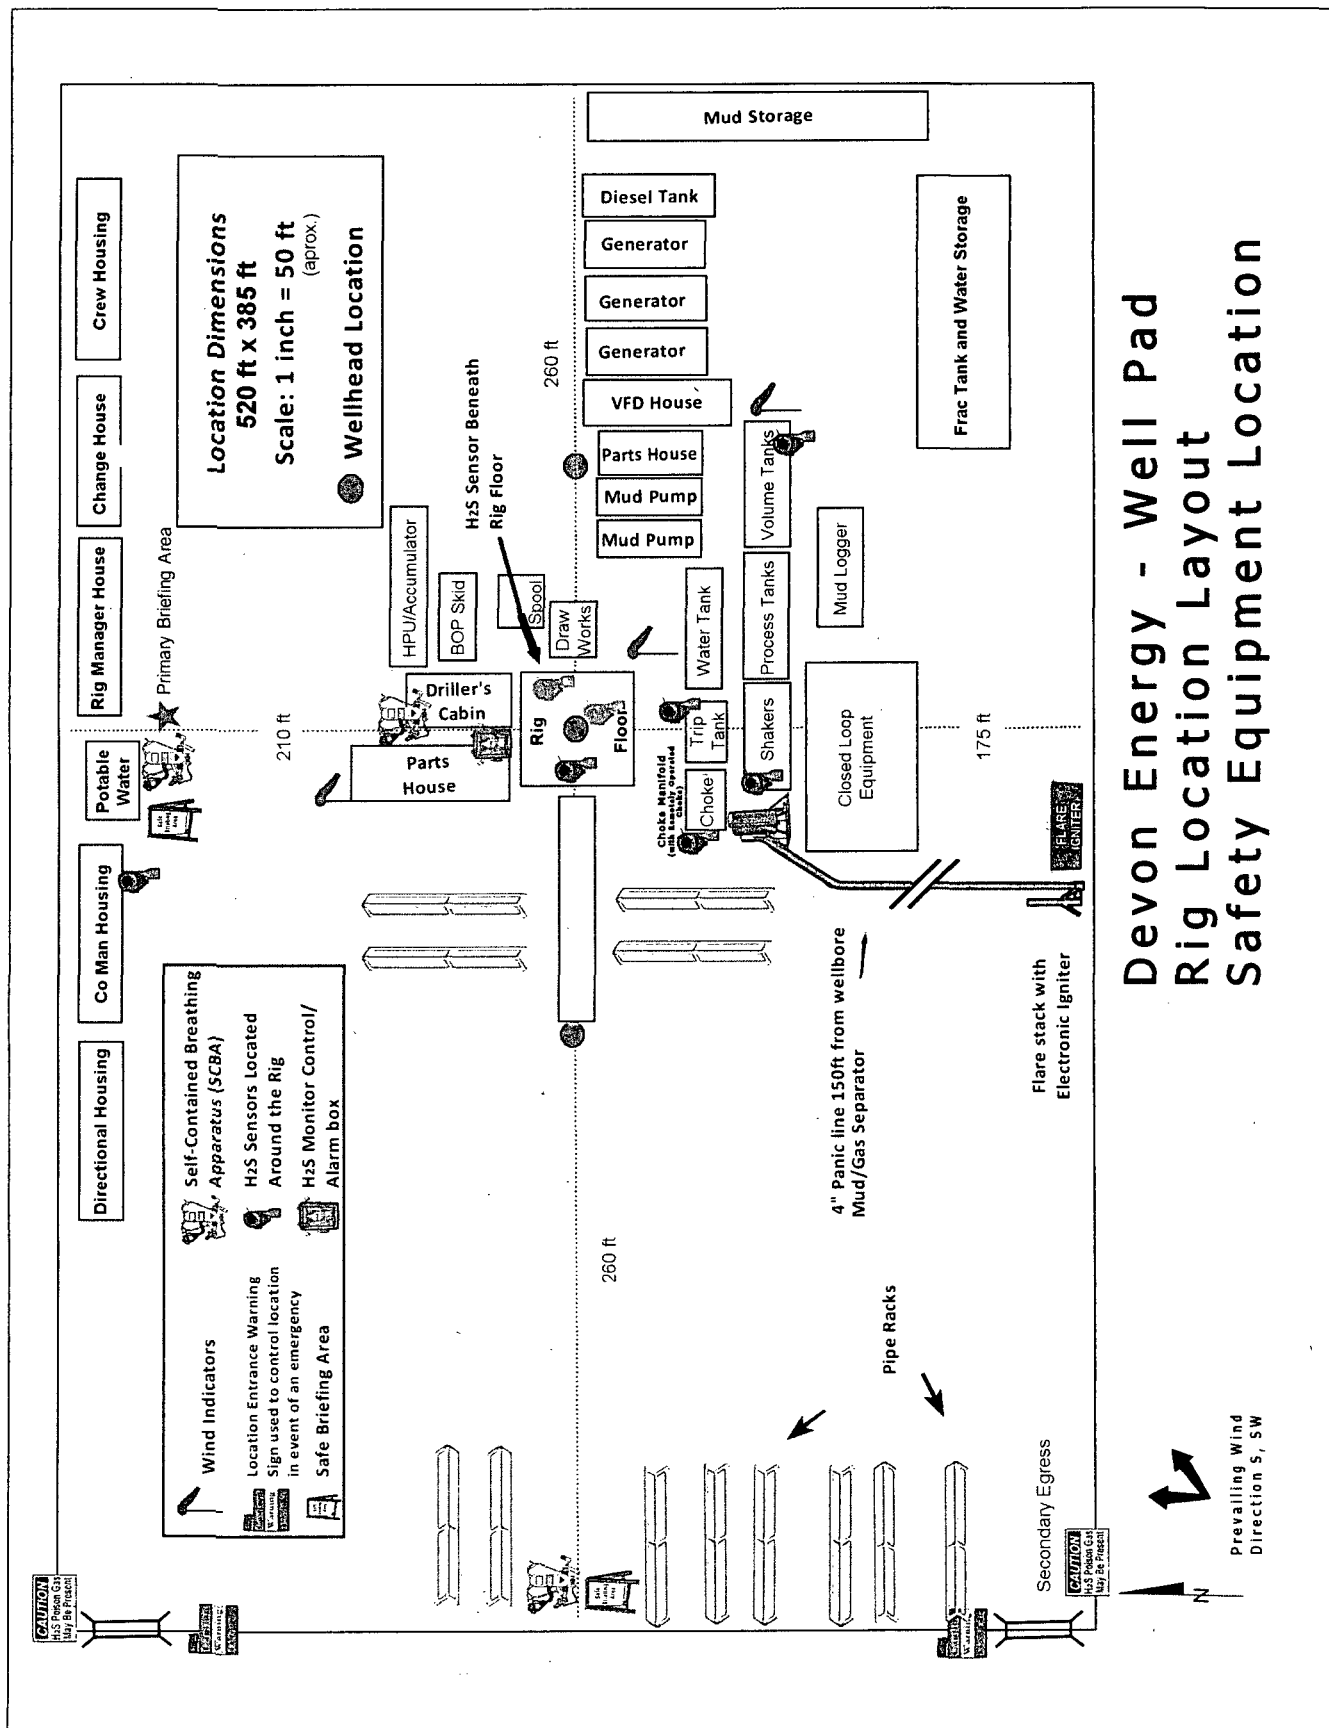 CAUTION
H2S Poison Gas
May Be Present
Warning
Directional Housing
Co Man Housing
Potable
Water
Rig Manager House
Change House
Crew Housing
Primary Briefing Area
Wind Indicators
Location Entrance Warning
Sign used to control location
in event of an emergency
Safe Briefing Area
Self-Contained Breathing
Apparatus (SCBA)
H2S Sensors Located
Around the Rig
H2S Monitor Control/
Alarm box
Warning
Location Dimensions
520 ft x 385 ft
Scale: 1 inch = 50 ft
(aprox.)
Wellhead Location
210 ft
Parts
House
Driller's
Cabin
HPU/Accumulator
BOP Skid
Spool
Draw
Works
H2S Sensor Beneath
Rig Floor
Rig
Floor
260 ft
260 ft
Mud Storage
Diesel Tank
Generator
Generator
Generator
VFD House
Parts House
Mud Pump
Mud Pump
Choke Manifold
(with Remotely Operated
Choke)
Choke
Trip
Tank
Water Tank
Shakers
Process Tanks
Volume Tanks
Closed Loop
Equipment
Mud Logger
Frac Tank and Water Storage
175 ft
4" Panic line 150ft from wellbore
Mud/Gas Separator
Pipe Racks
Flare stack with
Electronic Igniter
FLARE
IGNITER
Secondary Egress
Warning
CAUTION
H2S Poison Gas
May Be Present
N
Prevailing Wind
Direction S, SW
Devon Energy - Well Pad
Rig Location Layout
Safety Equipment Location